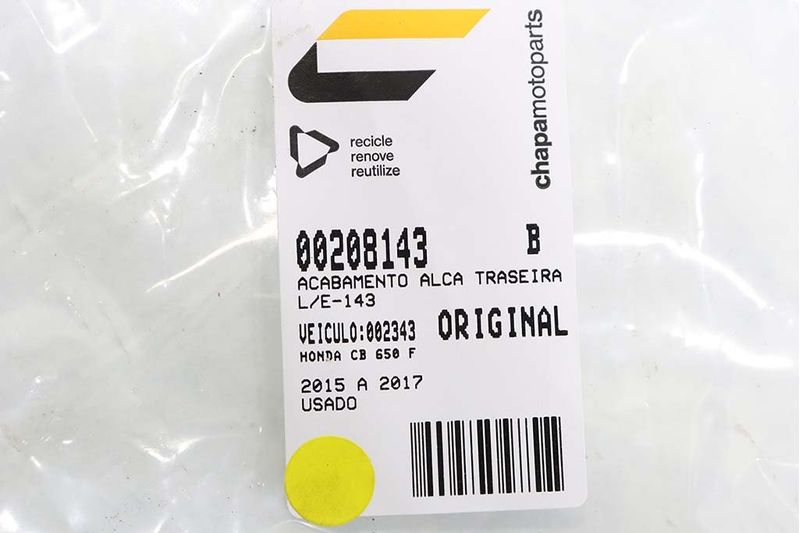 chapamotoparts
recicle
renove
reutilize
00208143 B
ACABAMENTO ALCA TRASEIRA
L/E-143
VEICULO:002343 ORIGINAL
HONDA CB 650 F
2015 A 2017
USADO